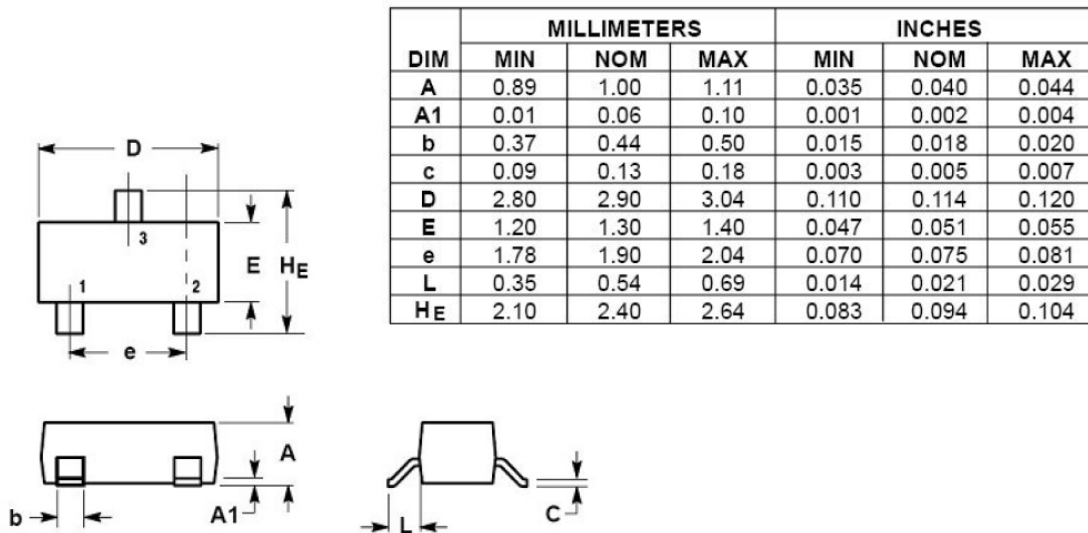 MILLIMETERS INCHES
DIM MIN NOM MAX MIN NOM MAX
A 0.89 1.00 1.11 0.035 0.040 0.044
A1 0.01 0.06 0.10 0.001 0.002 0.004
b 0.37 0.44 0.50 0.015 0.018 0.020
c 0.09 0.13 0.18 0.003 0.005 0.007
D 2.80 2.90 3.04 0.110 0.114 0.120
E 1.20 1.30 1.40 0.047 0.051 0.055
e 1.78 1.90 2.04 0.070 0.075 0.081
L 0.35 0.54 0.69 0.014 0.021 0.029
HE 2.10 2.40 2.64 0.083 0.094 0.104
D
3
E HE
1 2
e
A
b A1
L C